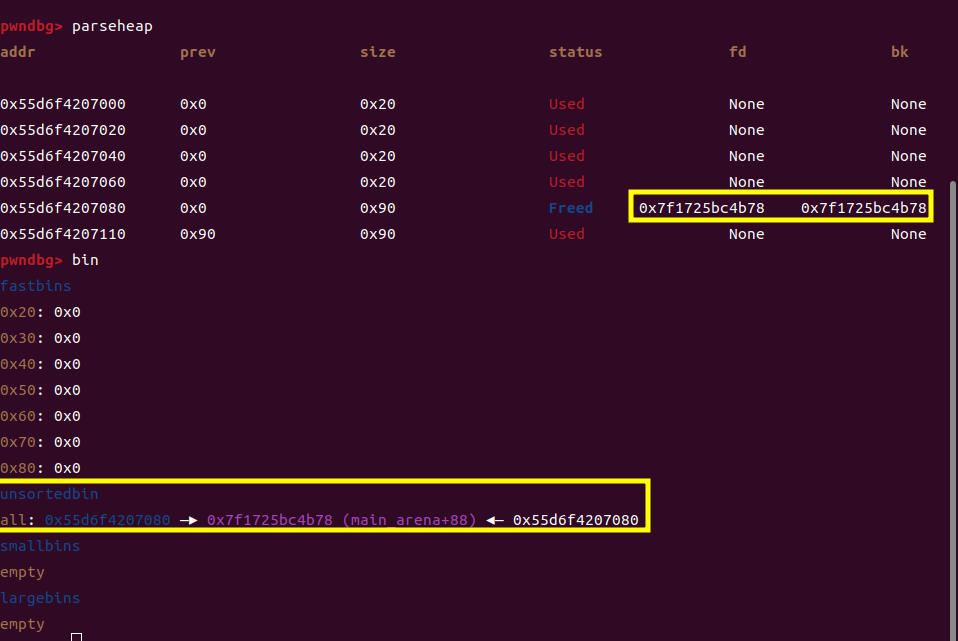 pwndbg> parseheap
addr prev size status fd bk
0x55d6f4207000 0x0 0x20 Used None None
0x55d6f4207020 0x0 0x20 Used None None
0x55d6f4207040 0x0 0x20 Used None None
0x55d6f4207060 0x0 0x20 Used None None
0x55d6f4207080 0x0 0x90 Freed 0x7f1725bc4b78 0x7f1725bc4b78
0x55d6f4207110 0x90 0x90 Used None None
pwndbg> bin
fastbins
0x20: 0x0
0x30: 0x0
0x40: 0x0
0x50: 0x0
0x60: 0x0
0x70: 0x0
0x80: 0x0
unsortedbin
all: 0x55d6f4207080 —▸ 0x7f1725bc4b78 (main_arena+88) ◂— 0x55d6f4207080
smallbins
empty
largebins
empty